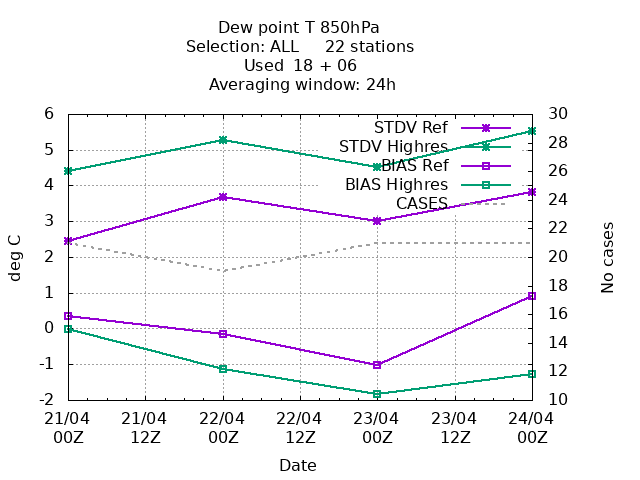 Dew point T 850hPa
Selection: ALL     22 stations
Used  18 + 06
Averaging window: 24h
6
5
4
3
2
1
0
-1
-2
deg C
30
28
26
24
22
20
18
16
14
12
10
No cases
STDV Ref
STDV Highres
BIAS Ref
BIAS Highres
CASES
21/04 21/04 22/04 22/04 23/04 23/04 24/04
00Z 12Z 00Z 12Z 00Z 12Z 00Z
Date